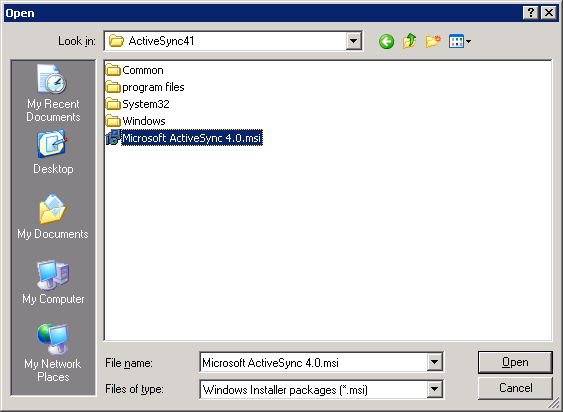 Open
Look in: ActiveSync41
My Recent
Documents
Desktop
My Documents
My Computer
My Network
Places
Common
program files
System32
Windows
Microsoft ActiveSync 4.0.msi
File name: Microsoft ActiveSync 4.0.msi Open
Files of type: Windows Installer packages (*.msi) Cancel